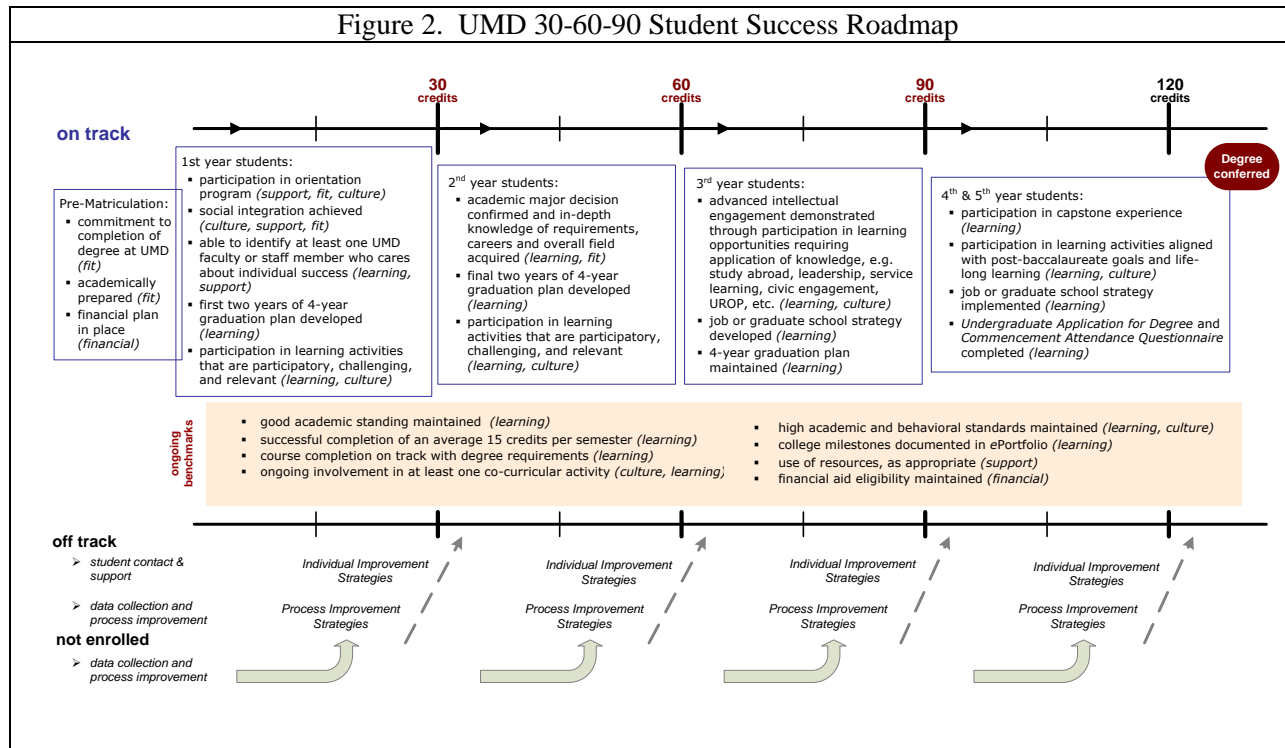 Figure 2.  UMD 30-60-90 Student Success Roadmap
30
credits
60
credits
90
credits
120
credits
on track
Degree
conferred
Pre-Matriculation:
▪ commitment to
completion of
degree at UMD
(fit)
▪ academically
prepared (fit)
▪ financial plan
in place
(financial)
1st year students:
▪ participation in orientation
program (support, fit, culture)
▪ social integration achieved
(culture, support, fit)
▪ able to identify at least one UMD
faculty or staff member who cares
about individual success (learning,
support)
▪ first two years of 4-year
graduation plan developed
(learning)
▪ participation in learning activities
that are participatory, challenging,
and relevant (learning, culture)
2nd year students:
▪ academic major decision
confirmed and in-depth
knowledge of requirements,
careers and overall field
acquired (learning, fit)
▪ final two years of 4-year
graduation plan developed
(learning)
▪ participation in learning
activities that are participatory,
challenging, and relevant
(learning, culture)
3rd year students:
▪ advanced intellectual
engagement demonstrated
through participation in learning
opportunities requiring
application of knowledge, e.g.
study abroad, leadership, service
learning, civic engagement,
UROP, etc. (learning, culture)
▪ job or graduate school strategy
developed (learning)
▪ 4-year graduation plan
maintained (learning)
4th & 5th year students:
▪ participation in capstone experience
(learning)
▪ participation in learning activities aligned
with post-baccalaureate goals and life-
long learning (learning, culture)
▪ job or graduate school strategy
implemented (learning)
▪ Undergraduate Application for Degree and
Commencement Attendance Questionnaire
completed (learning)
ongoing
benchmarks
▪ good academic standing maintained (learning)
▪ successful completion of an average 15 credits per semester (learning)
▪ course completion on track with degree requirements (learning)
▪ ongoing involvement in at least one co-curricular activity (culture, learning)
▪ high academic and behavioral standards maintained (learning, culture)
▪ college milestones documented in ePortfolio (learning)
▪ use of resources, as appropriate (support)
▪ financial aid eligibility maintained (financial)
off track
➢ student contact &
support
➢ data collection and
process improvement
not enrolled
➢ data collection and
process improvement
Individual Improvement
Strategies
Process Improvement
Strategies
Individual Improvement
Strategies
Process Improvement
Strategies
Individual Improvement
Strategies
Process Improvement
Strategies
Individual Improvement
Strategies
Process Improvement
Strategies